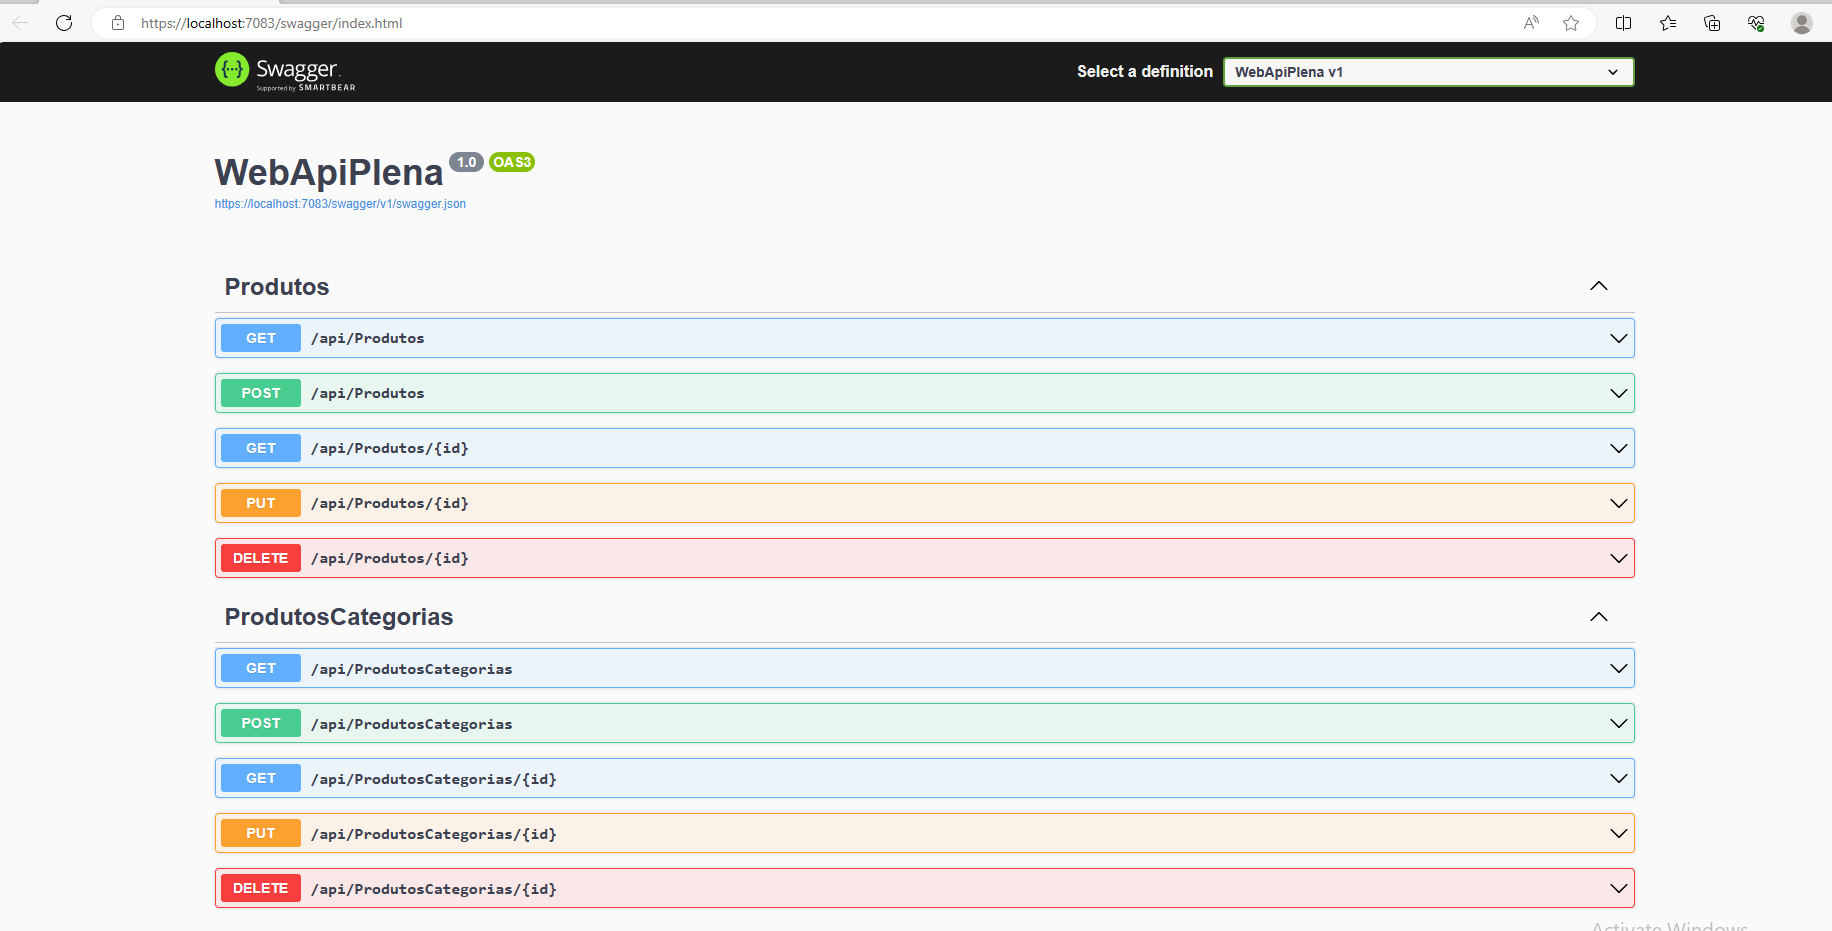 https://localhost:7083/swagger/index.html
Swagger
Supported by SMARTBEAR
Select a definition
WebApiPlena v1
WebApiPlena 1.0 OAS3
https://localhost:7083/swagger/v1/swagger.json
Produtos
GET /api/Produtos
POST /api/Produtos
GET /api/Produtos/{id}
PUT /api/Produtos/{id}
DELETE /api/Produtos/{id}
ProdutosCategorias
GET /api/ProdutosCategorias
POST /api/ProdutosCategorias
GET /api/ProdutosCategorias/{id}
PUT /api/ProdutosCategorias/{id}
DELETE /api/ProdutosCategorias/{id}
Activate Windows